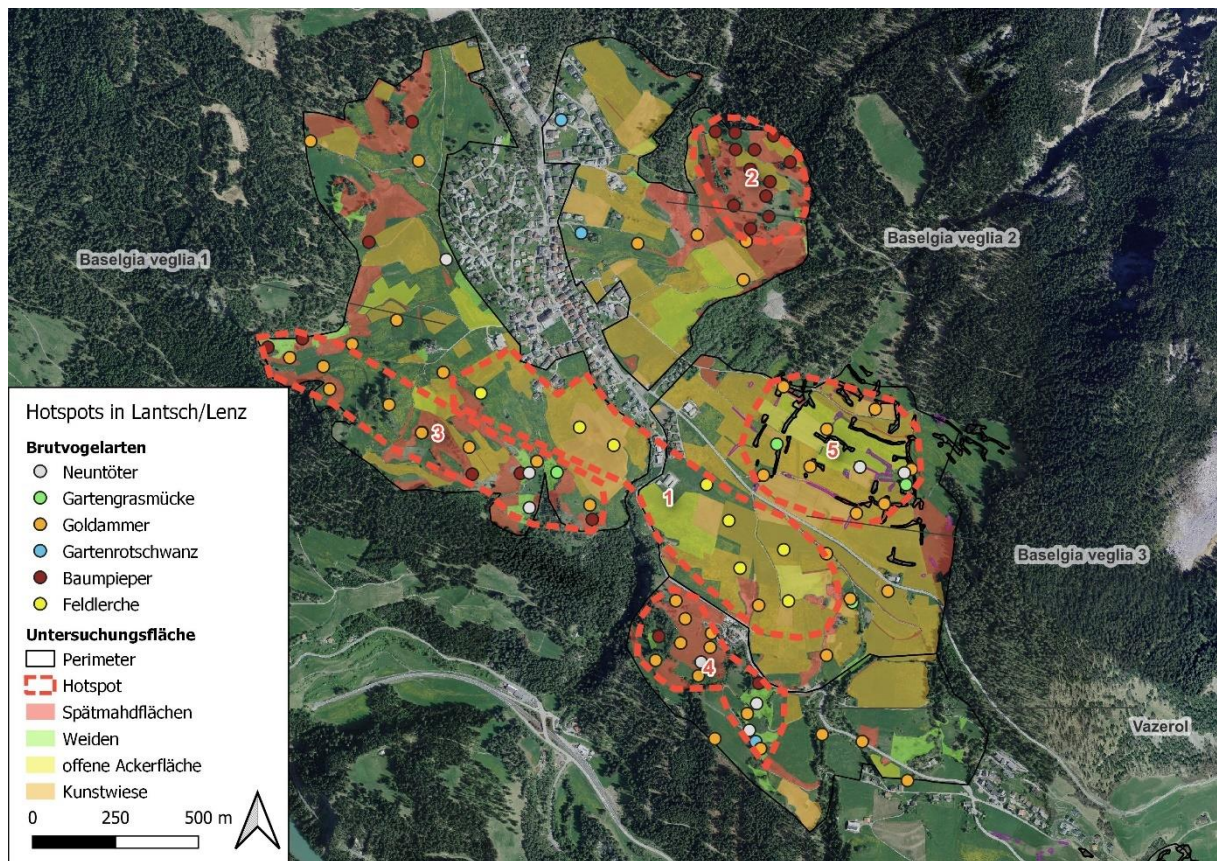 2
Baselgia veglia 2
Baselgia veglia 1
3
5
1
Baselgia veglia 3
4
Vazerol
Hotspots in Lantsch/Lenz
Brutvogelarten
Neuntöter
Gartengrasmücke
Goldammer
Gartenrotschwanz
Baumpieper
Feldlerche
Untersuchungsfläche
Perimeter
Hotspot
Spätmahdflächen
Weiden
offene Ackerfläche
Kunstwiese
0 250 500 m